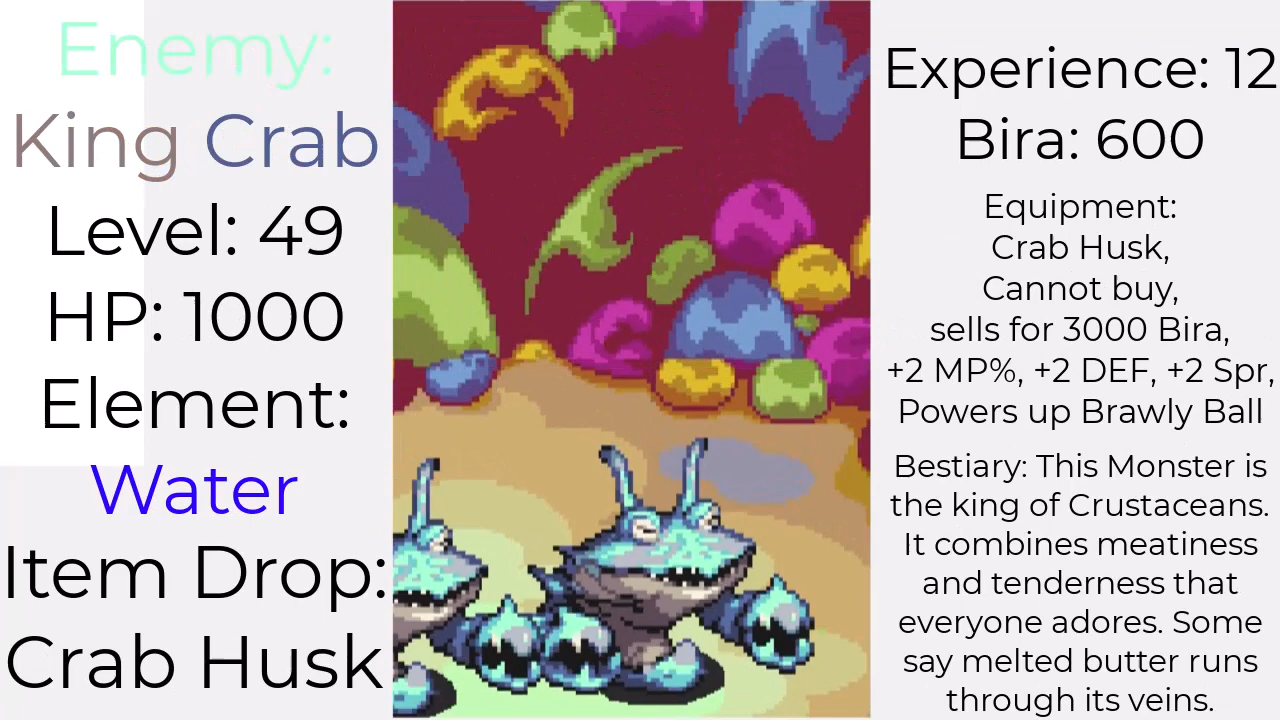 Enemy:
King Crab
Level: 49
HP: 1000
Element:
Water
Item Drop:
Crab Husk
Experience: 12
Bira: 600
Equipment:
Crab Husk,
Cannot buy,
sells for 3000 Bira,
+2 MP%, +2 DEF, +2 Spr,
Powers up Brawly Ball
Bestiary: This Monster is
the king of Crustaceans.
It combines meatiness
and tenderness that
everyone adores. Some
say melted butter runs
through its veins.